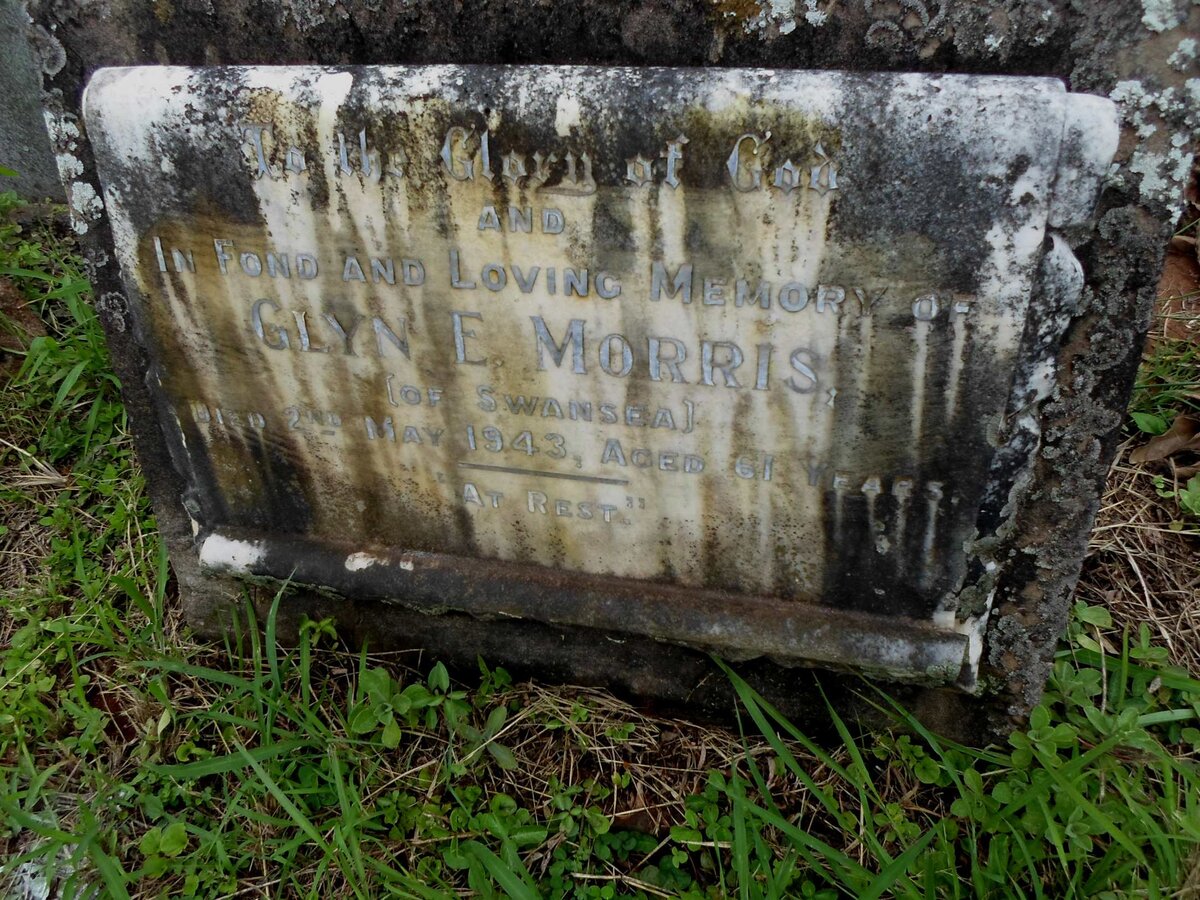 To the Glory of God
AND
IN FOND AND LOVING MEMORY OF
GLYN E. MORRIS,
(OF SWANSEA)
DIED 2ND MAY 1943, AGED 61 YEARS.
"AT REST."